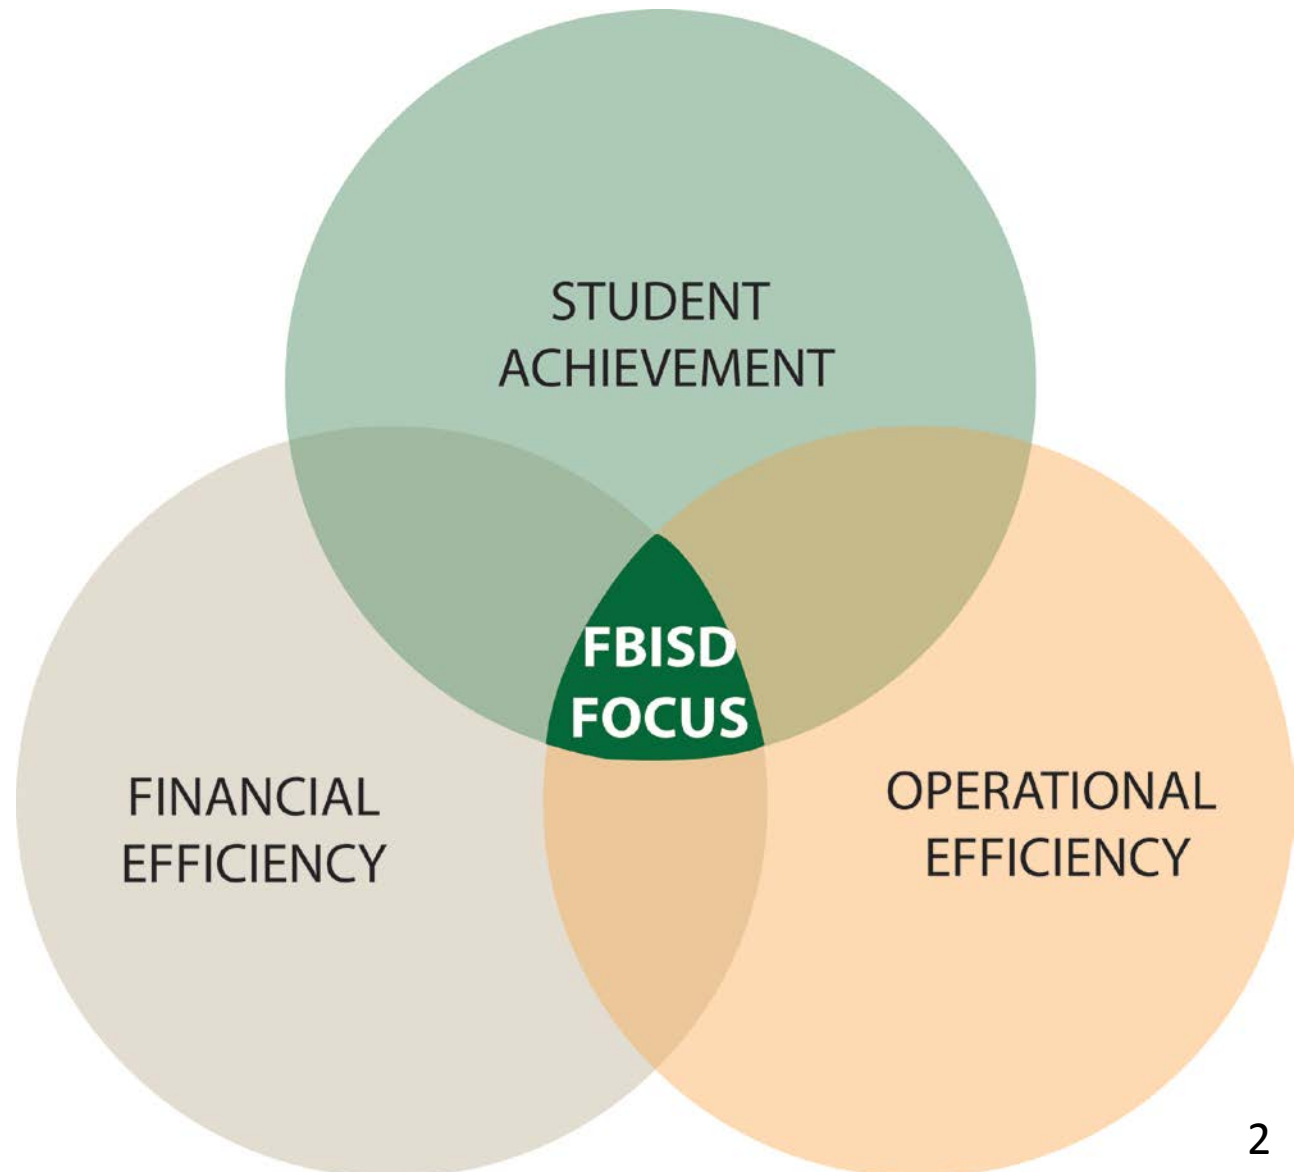 STUDENT
ACHIEVEMENT
FBISD
FOCUS
FINANCIAL
EFFICIENCY
OPERATIONAL
EFFICIENCY
2